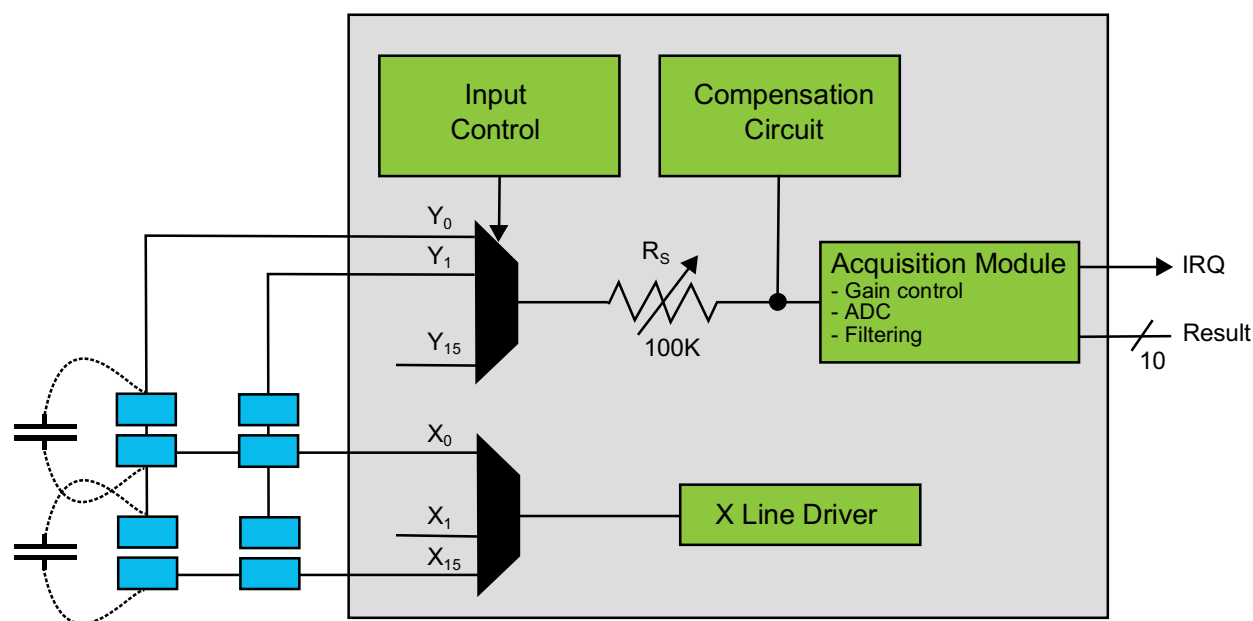 Input
Control
Compensation
Circuit
Y0
Y1
Y15
RS
100K
Acquisition Module
- Gain control
- ADC
- Filtering
IRQ
Result
10
X0
X1
X15
X Line Driver